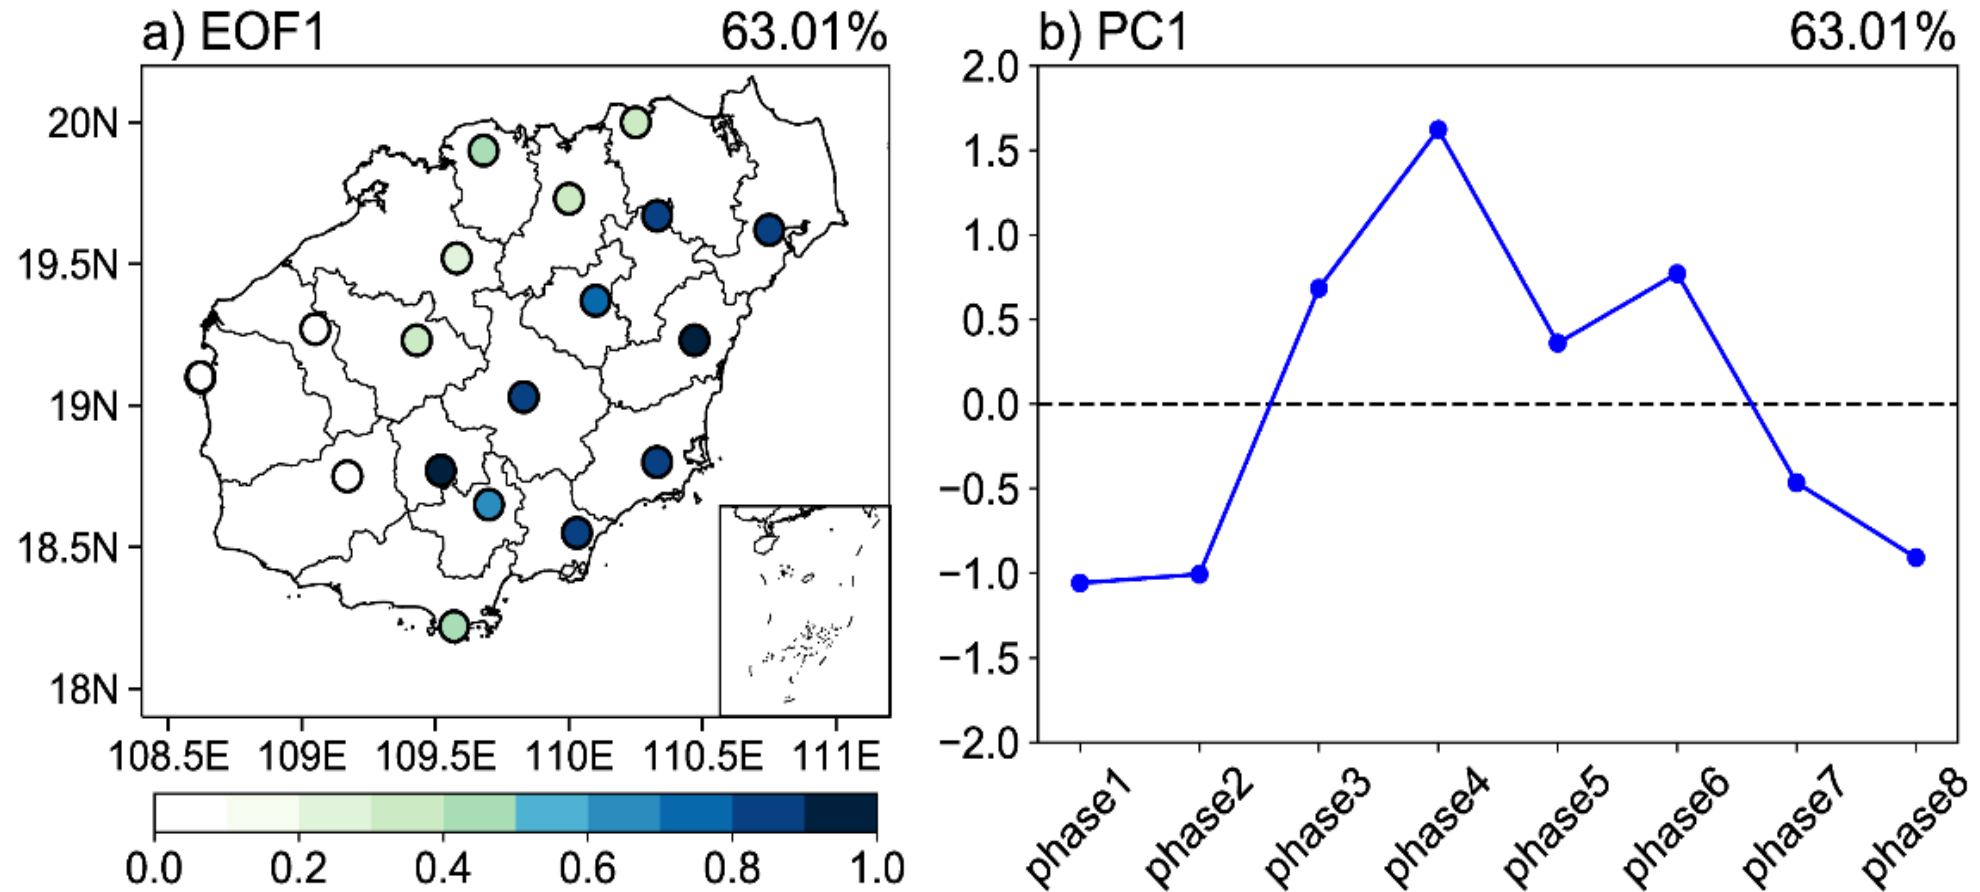 a) EOF1 63.01%
20N
19.5N
19N
18.5N
18N
108.5E 109E 109.5E 110E 110.5E 111E
0.0 0.2 0.4 0.6 0.8 1.0
b) PC1 63.01%
2.0
1.5
1.0
0.5
0.0
−0.5
−1.0
−1.5
−2.0
phase1 phase2 phase3 phase4 phase5 phase6 phase7 phase8